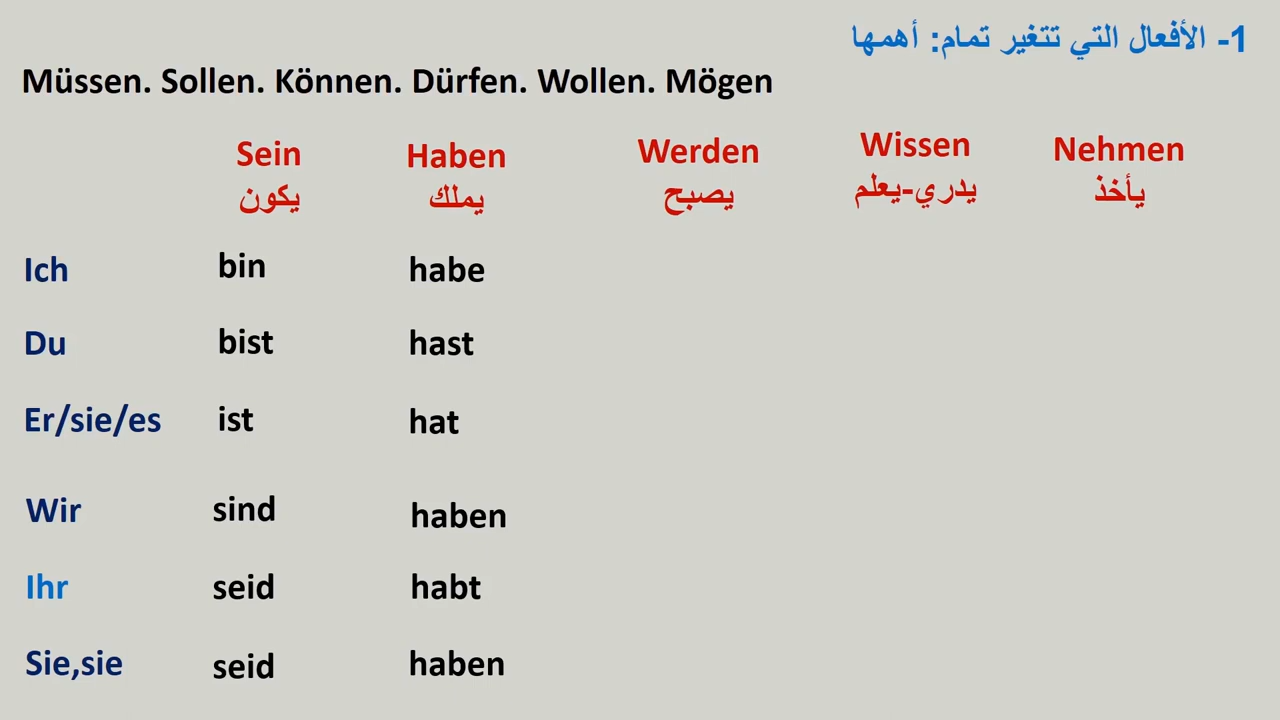 1- الأفعال التي تتغير تمام: أهمها
Müssen. Sollen. Können. Dürfen. Wollen. Mögen
Sein Haben Werden Wissen Nehmen
يكون يملك يصبح يدري-يعلم يأخذ
Ich bin habe
Du bist hast
Er/sie/es ist hat
Wir sind haben
Ihr seid habt
Sie,sie seid haben